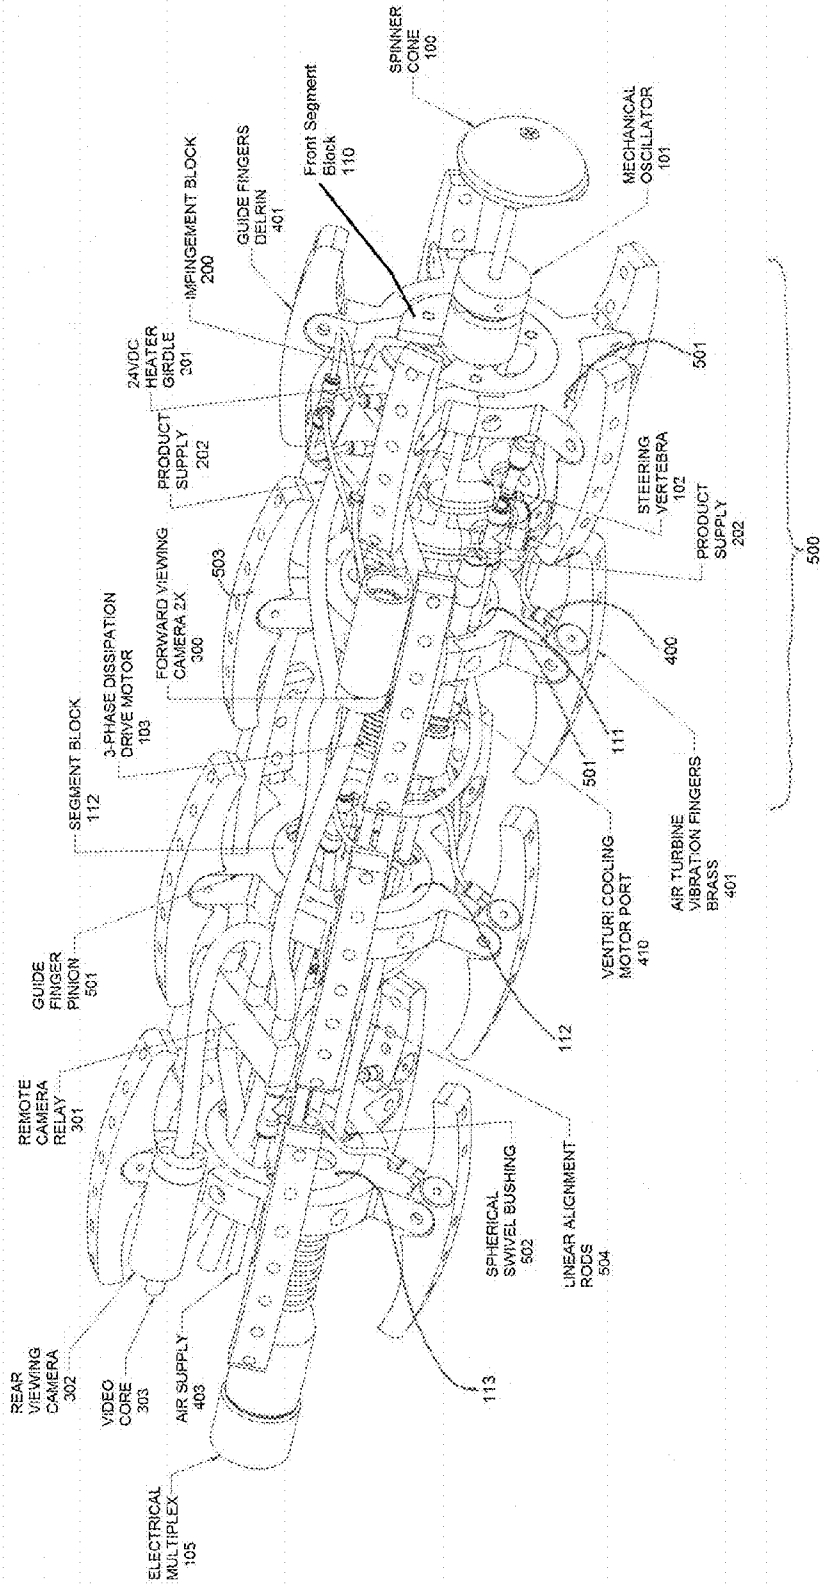 ELECTRICAL
MULTIPLEX
105
REAR
VIEWING
CAMERA
302
VIDEO
CORE
303
AIR SUPPLY
403
REMOTE
CAMERA
RELAY
301
GUIDE
FINGER
PINION
501
SEGMENT BLOCK
112
3-PHASE DISSIPATION
DRIVE MOTOR
103
FORWARD VIEWING
CAMERA 2X
300
503
PRODUCT
SUPPLY
202
24VDC
HEATER
GIRDLE
201
IMPINGEMENT BLOCK
200
GUIDE FINGERS
DELRIN
401
Front Segment
Block
110
SPINNER
CONE
100
113
SPHERICAL
SWIVEL BUSHING
502
LINEAR ALIGNMENT
RODS
504
112
VENTURI COOLING
MOTOR PORT
410
AIR TURBINE
VIBRATION FINGERS
BRASS
401
501
111
400
PRODUCT
SUPPLY
202
STEERING
VERTEBRA
102
501
MECHANICAL
OSCILLATOR
101
500